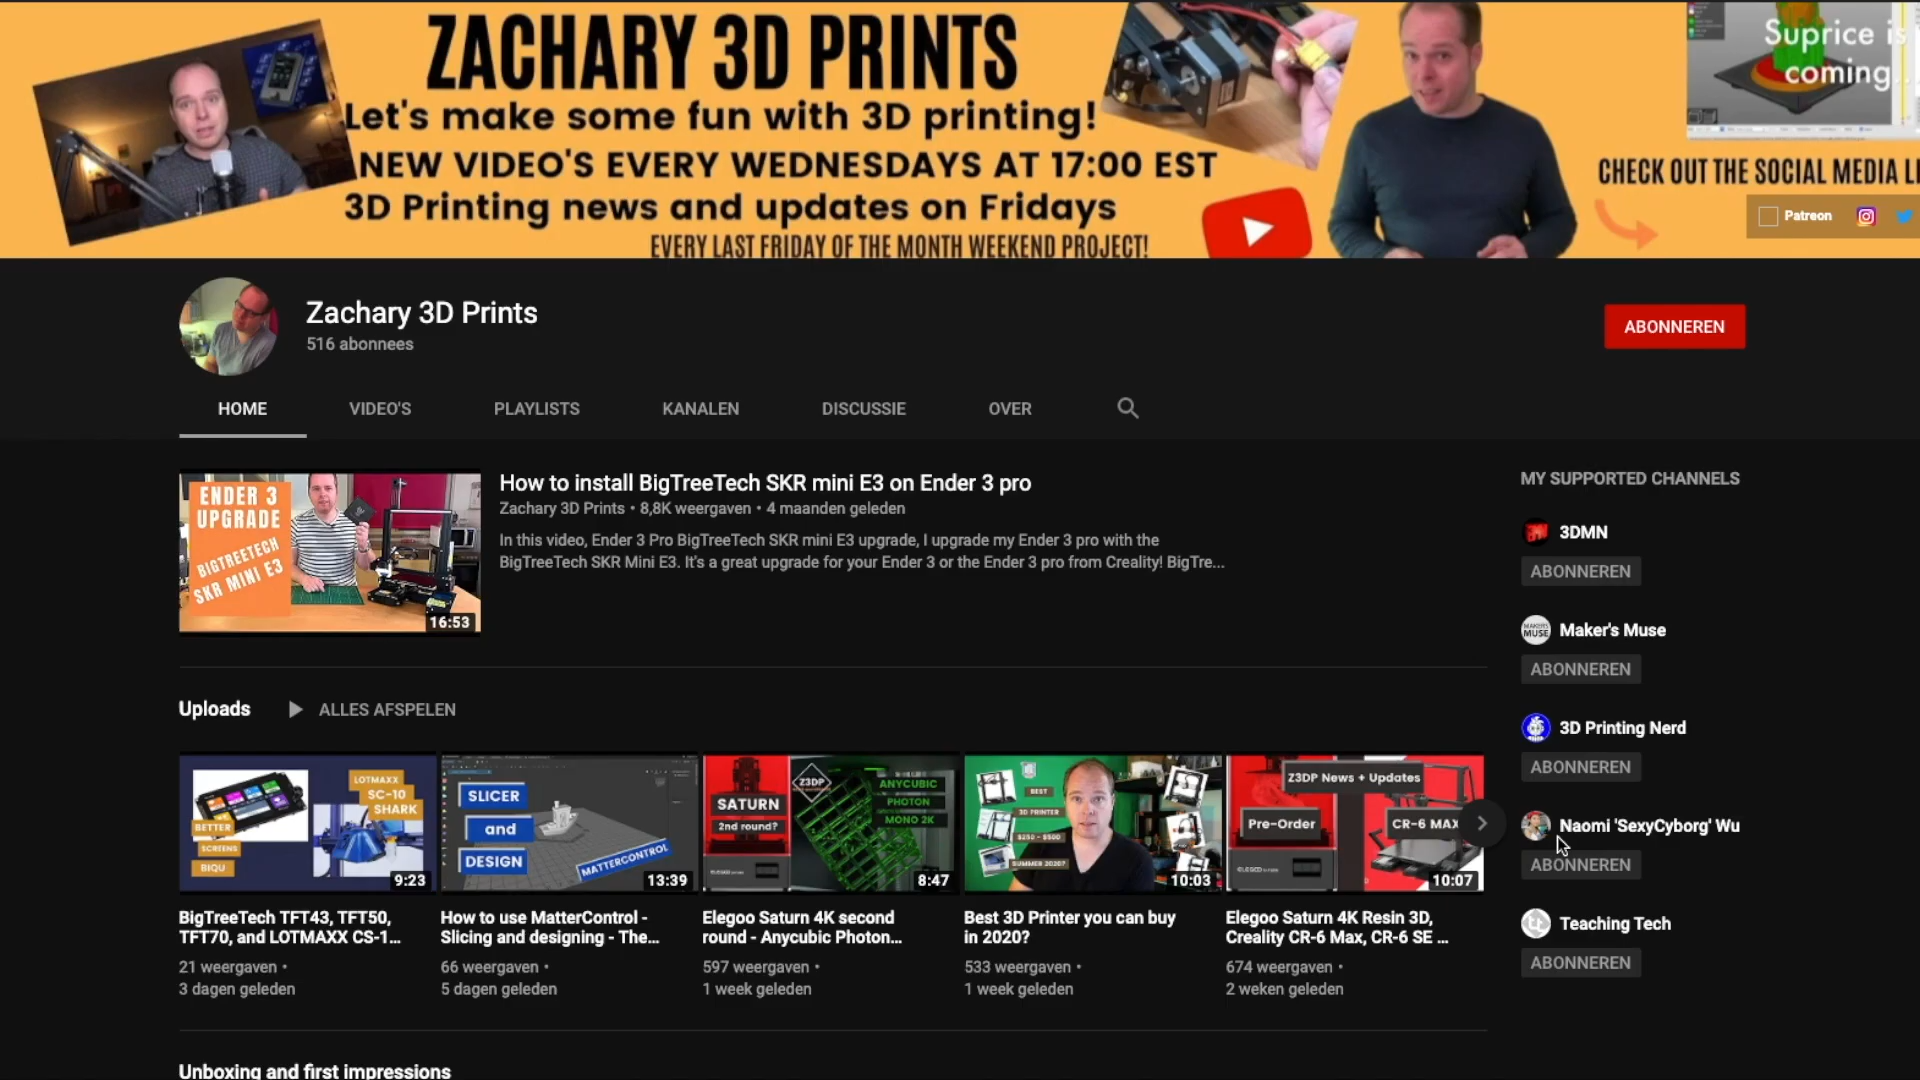 ZACHARY 3D PRINTS
Let's make some fun with 3D printing!
NEW VIDEO'S EVERY WEDNESDAYS AT 17:00 EST
3D Printing news and updates on Fridays
EVERY LAST FRIDAY OF THE MONTH WEEKEND PROJECT!
Suprice is
coming...
CHECK OUT THE SOCIAL MEDIA LI
Patreon
Zachary 3D Prints
516 abonnees
ABONNEREN
HOME
VIDEO'S
PLAYLISTS
KANALEN
DISCUSSIE
OVER
ENDER 3
UPGRADE
BIGTREETECH
SKR MINI E3
16:53
How to install BigTreeTech SKR mini E3 on Ender 3 pro
Zachary 3D Prints • 8,8K weergaven • 4 maanden geleden
In this video, Ender 3 Pro BigTreeTech SKR mini E3 upgrade, I upgrade my Ender 3 pro with the
BigTreeTech SKR Mini E3. It's a great upgrade for your Ender 3 or the Ender 3 pro from Creality! BigTre...
MY SUPPORTED CHANNELS
3DMN
ABONNEREN
MAKER'S
MUSE
Maker's Muse
ABONNEREN
3D Printing Nerd
ABONNEREN
Naomi 'SexyCyborg' Wu
ABONNEREN
Teaching Tech
ABONNEREN
Uploads
ALLES AFSPELEN
LOTMAXX
SC-10
SHARK
BETTER
SCREENS
BIQU
9:23
BigTreeTech TFT43, TFT50,
TFT70, and LOTMAXX CS-1...
21 weergaven •
3 dagen geleden
SLICER
and
DESIGN
MATTERCONTROL
13:39
How to use MatterControl -
Slicing and designing - The...
66 weergaven •
5 dagen geleden
Z3DP
SATURN
2nd round?
ANYCUBIC
PHOTON
MONO 2K
8:47
Elegoo Saturn 4K second
round - Anycubic Photon...
597 weergaven •
1 week geleden
BEST
3D PRINTER
$250 - $500
SUMMER 2020?
10:03
Best 3D Printer you can buy
in 2020?
533 weergaven •
1 week geleden
Z3DP News + Updates
Pre-Order
CR-6 MAX
10:07
Elegoo Saturn 4K Resin 3D,
Creality CR-6 Max, CR-6 SE ...
674 weergaven •
2 weken geleden
Unboxing and first impressions